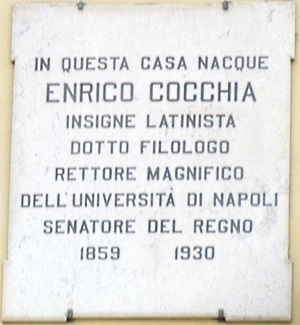 IN QUESTA CASA NACQUE
ENRICO COCCHIA
INSIGNE LATINISTA
DOTTO FILOLOGO
RETTORE MAGNIFICO
DELL'UNIVERSITÀ DI NAPOLI
SENATORE DEL REGNO
1859 1930